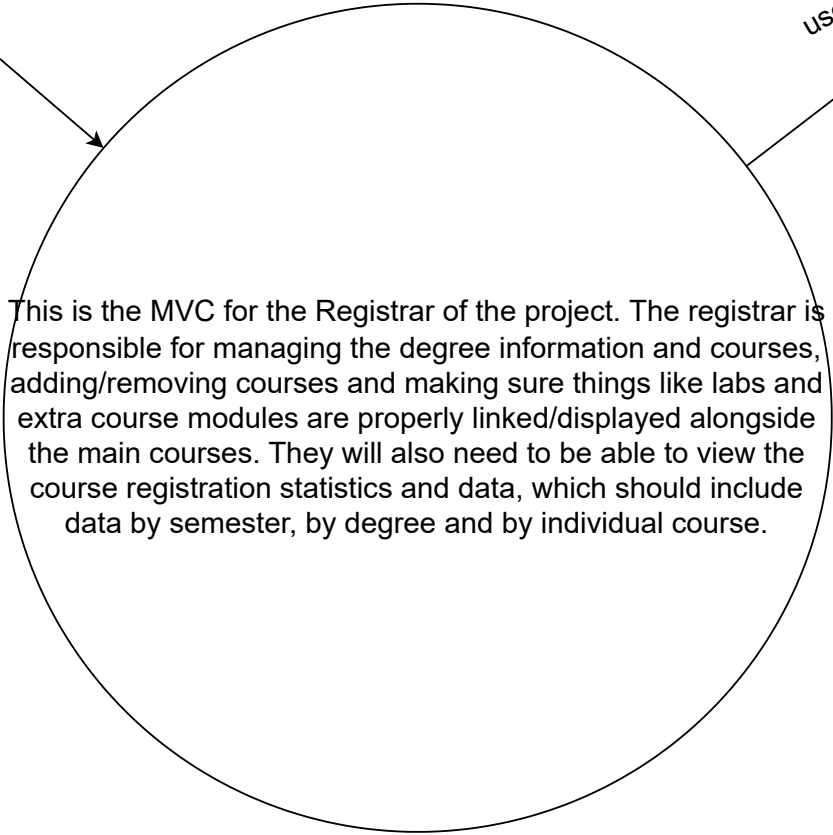 This is the MVC for the Registrar of the project. The registrar is
responsible for managing the degree information and courses,
adding/removing courses and making sure things like labs and
extra course modules are properly linked/displayed alongside
the main courses. They will also need to be able to view the
course registration statistics and data, which should include
data by semester, by degree and by individual course.